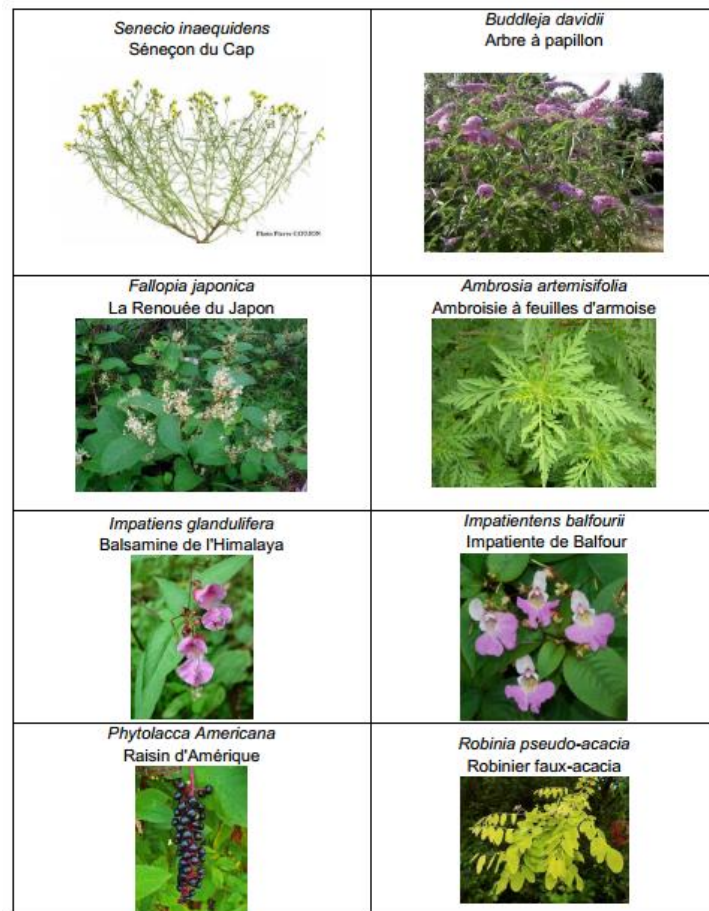 Senecio inaequidens
Séneçon du Cap
Buddleja davidii
Arbre à papillon
Fallopia japonica
La Renouée du Japon
Ambrosia artemisifolia
Ambroisie à feuilles d'armoise
Impatiens glandulifera
Balsamine de l'Himalaya
Impatientens balfourii
Impatiente de Balfour
Phytolacca Americana
Raisin d'Amérique
Robinia pseudo-acacia
Robinier faux-acacia